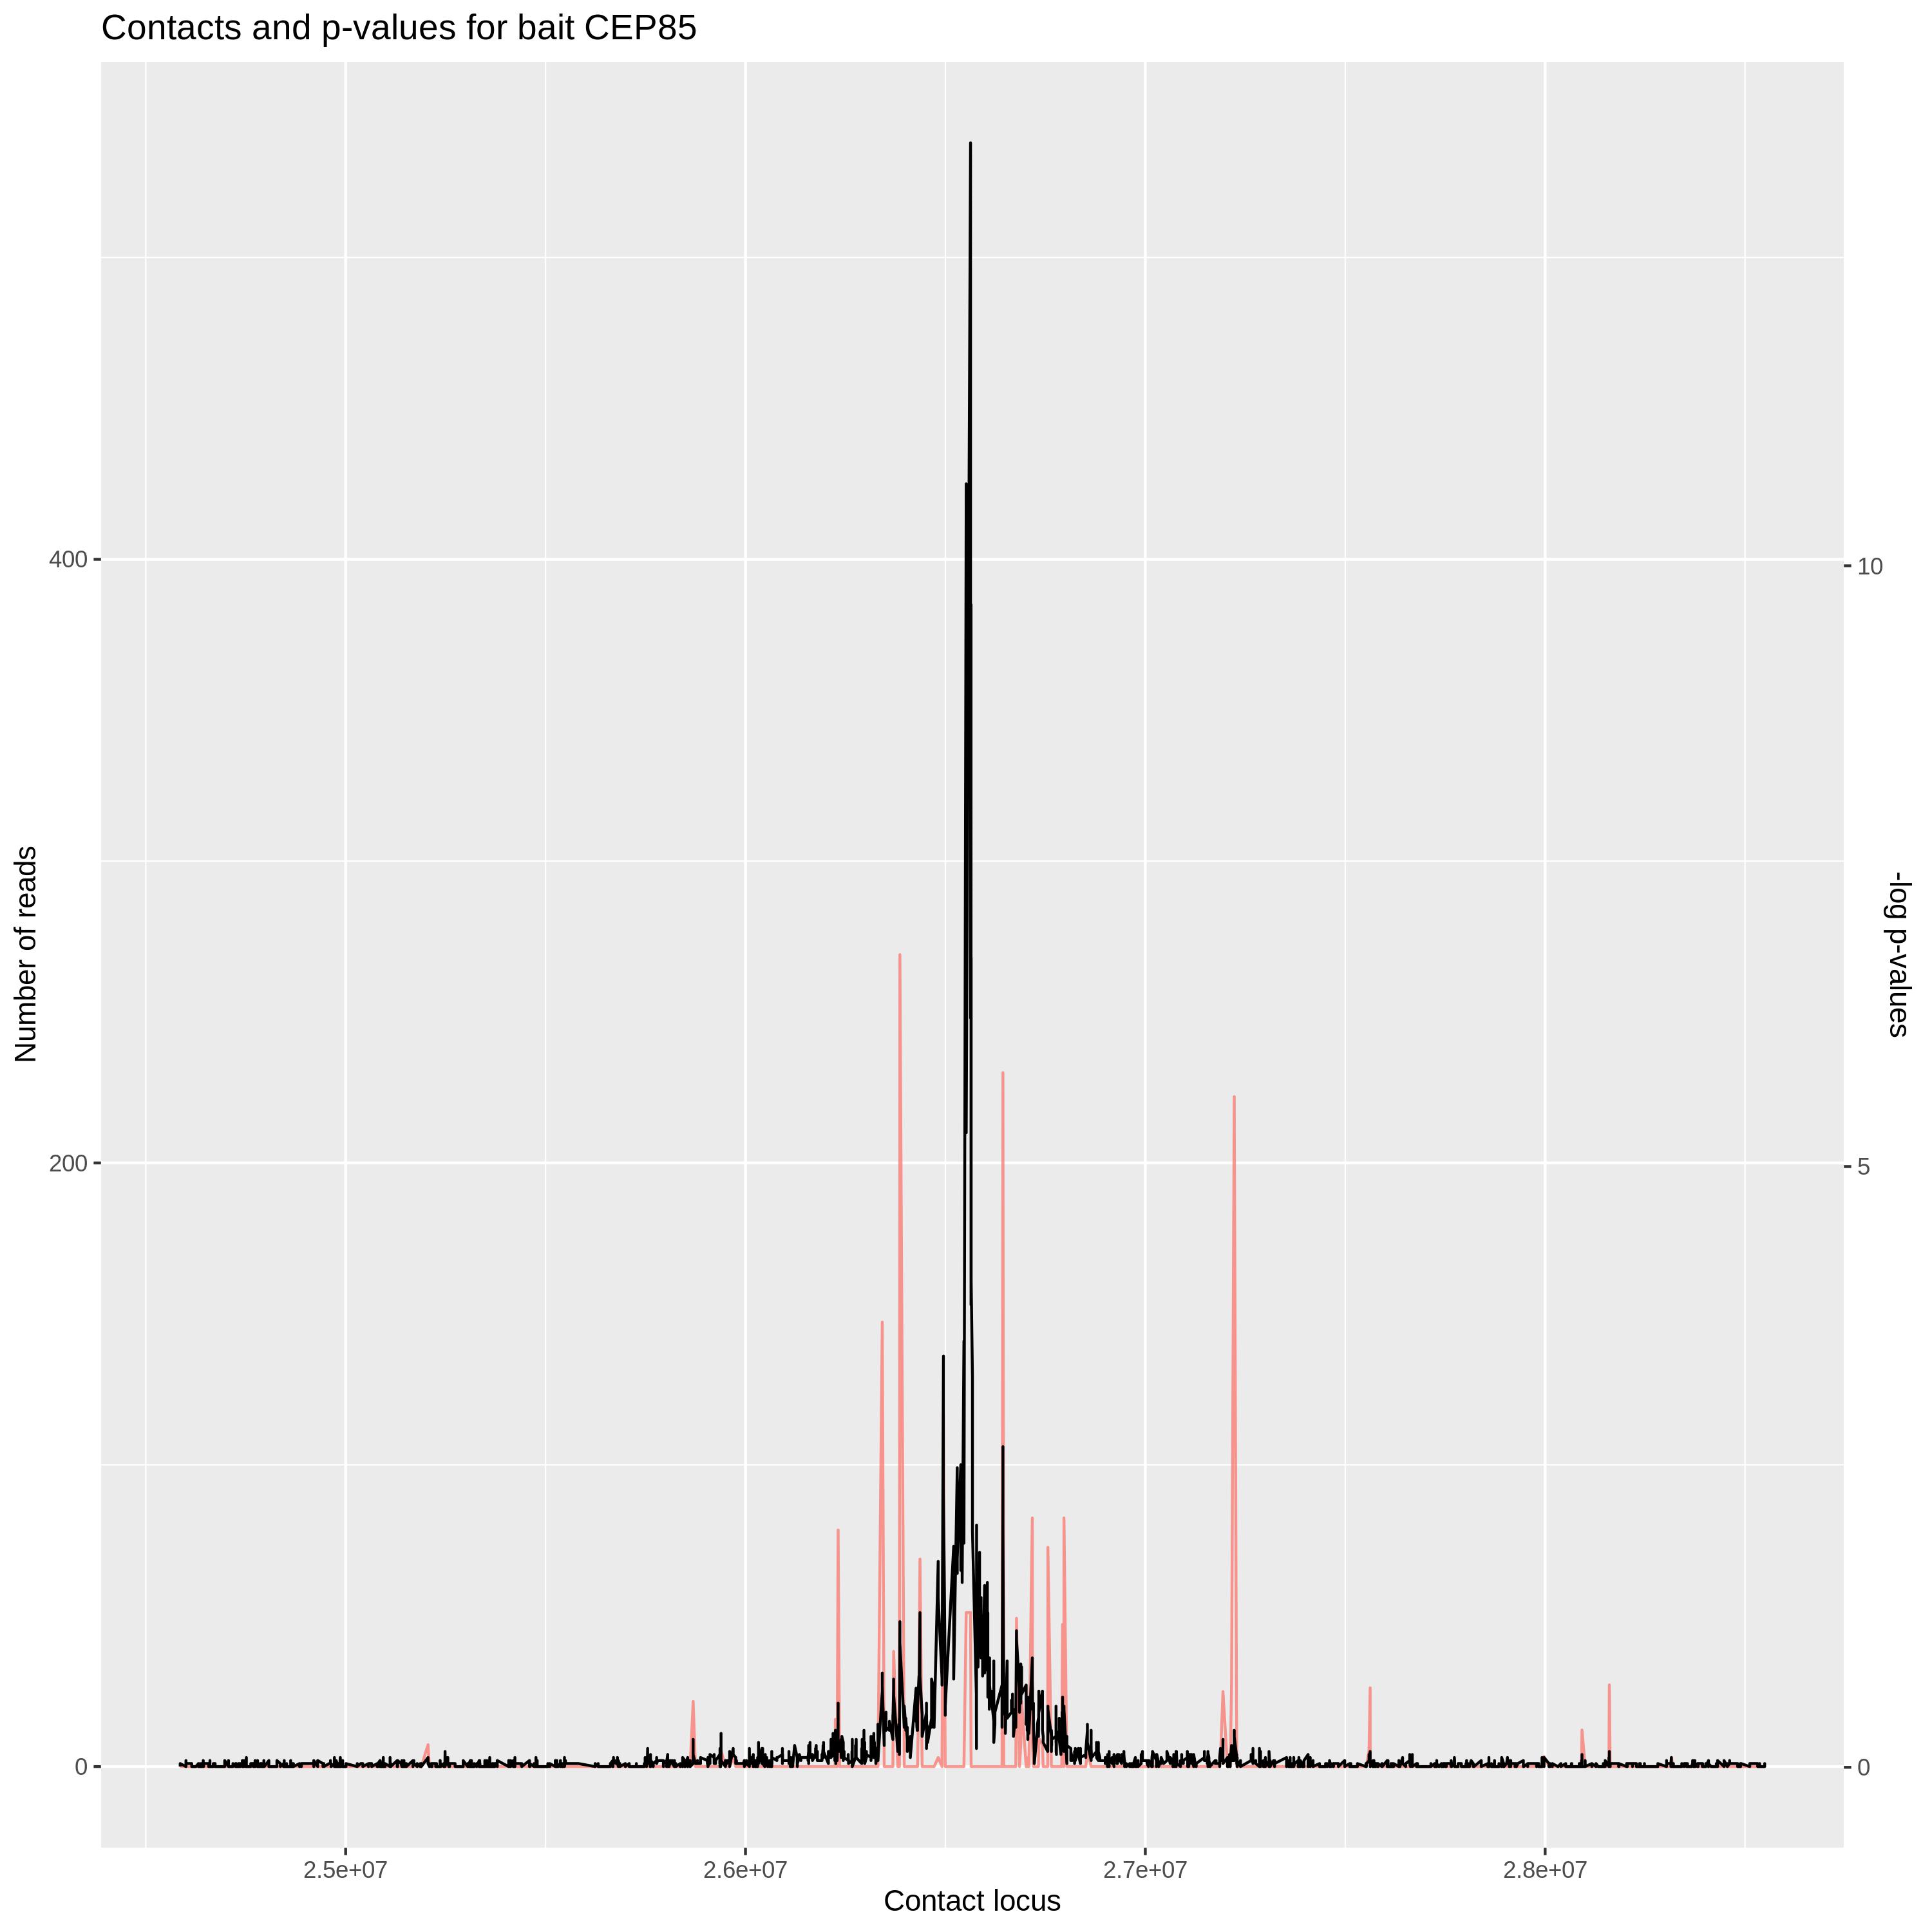 Contacts and p-values for bait CEP85
Number of reads
400
200
0
10
5
0
-log p-values
2.5e+07
2.6e+07
2.7e+07
2.8e+07
Contact locus